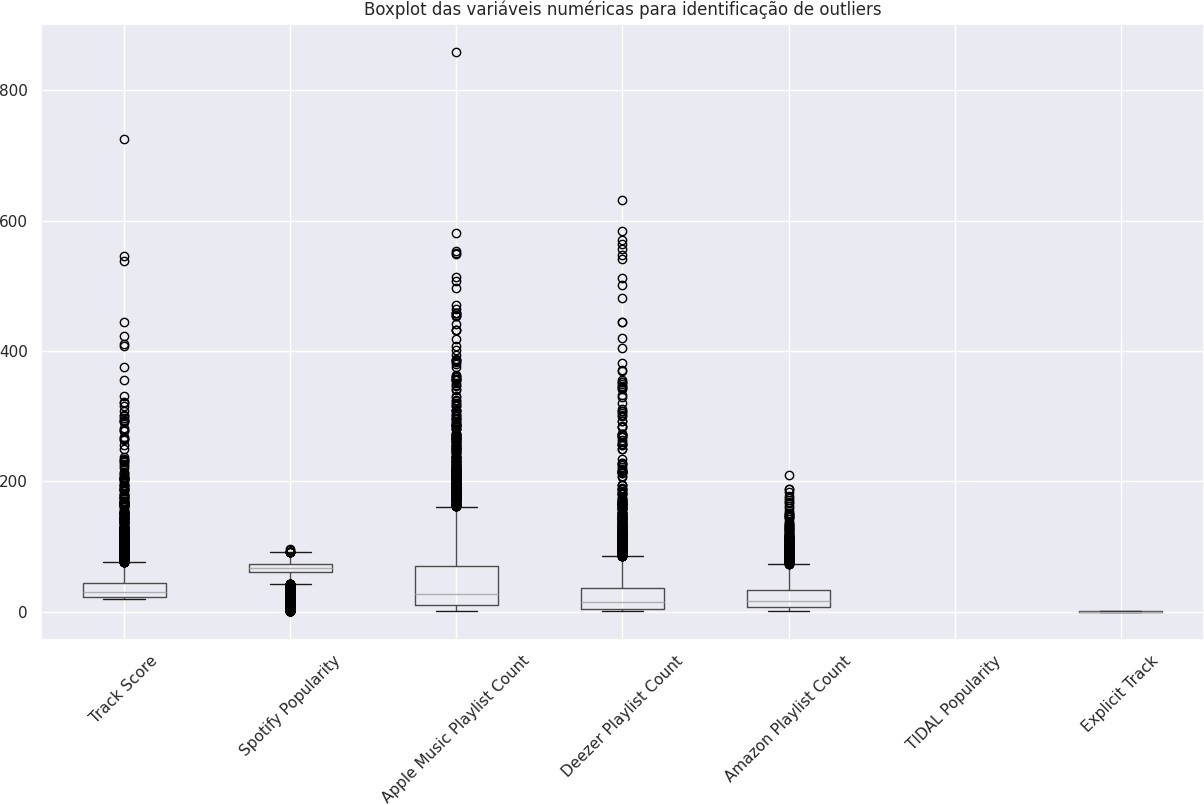 Boxplot das variáveis numéricas para identificação de outliers
800
600
400
200
0
Track Score
Spotify Popularity
Apple Music Playlist Count
Deezer Playlist Count
Amazon Playlist Count
TIDAL Popularity
Explicit Track